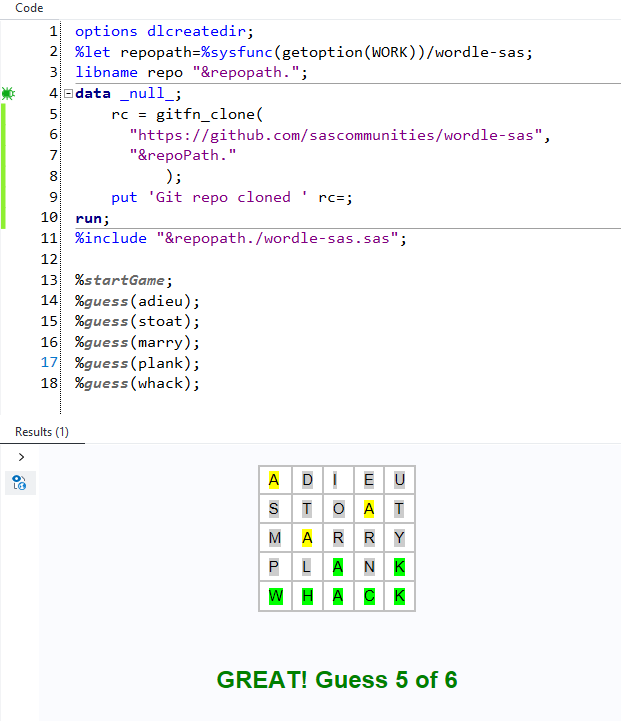 Code
1 options dlcreatedir;
2 %let repopath=%sysfunc(getoption(WORK))/wordle-sas;
3 libname repo "&repopath.";
4 data _null_;
5 rc = gitfn_clone(
6 "https://github.com/sascommunities/wordle-sas",
7 "&repoPath."
8 );
9 put 'Git repo cloned ' rc=;
10 run;
11 %include "&repopath./wordle-sas.sas";
12
13 %startGame;
14 %guess(adieu);
15 %guess(stoat);
16 %guess(marry);
17 %guess(plank);
18 %guess(whack);
Results (1)
A D I E U
S T O A T
M A R R Y
P L A N K
W H A C K
GREAT! Guess 5 of 6